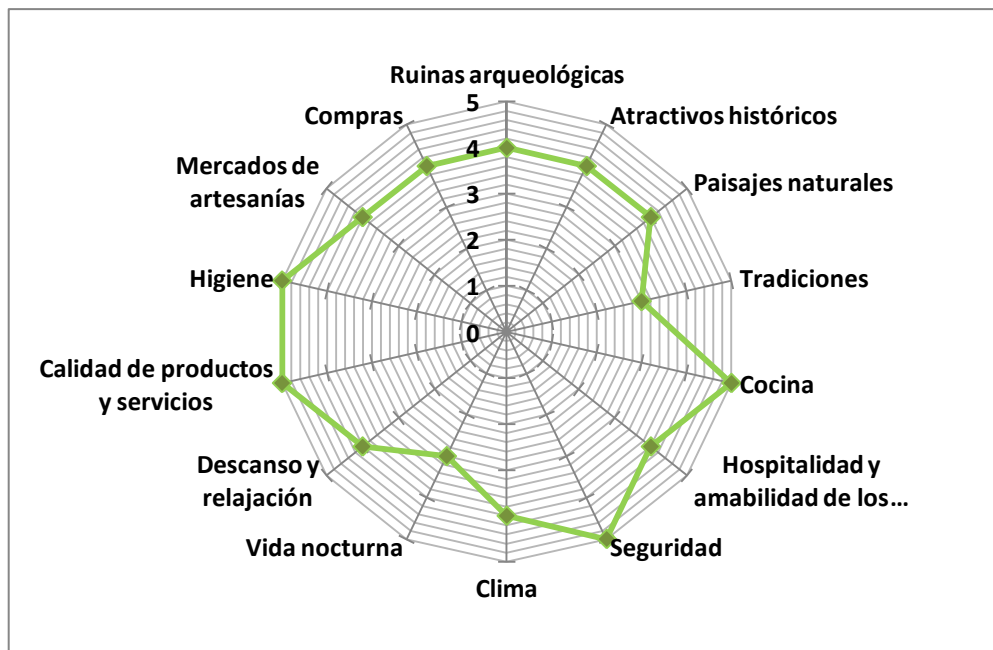 Ruinas arqueológicas
Atractivos históricos
Paisajes naturales
Tradiciones
Cocina
Hospitalidad y
amabilidad de los...
Seguridad
Clima
Vida nocturna
Descanso y
relajación
Calidad de productos
y servicios
Higiene
Mercados de
artesanías
Compras
5
4
3
2
1
0